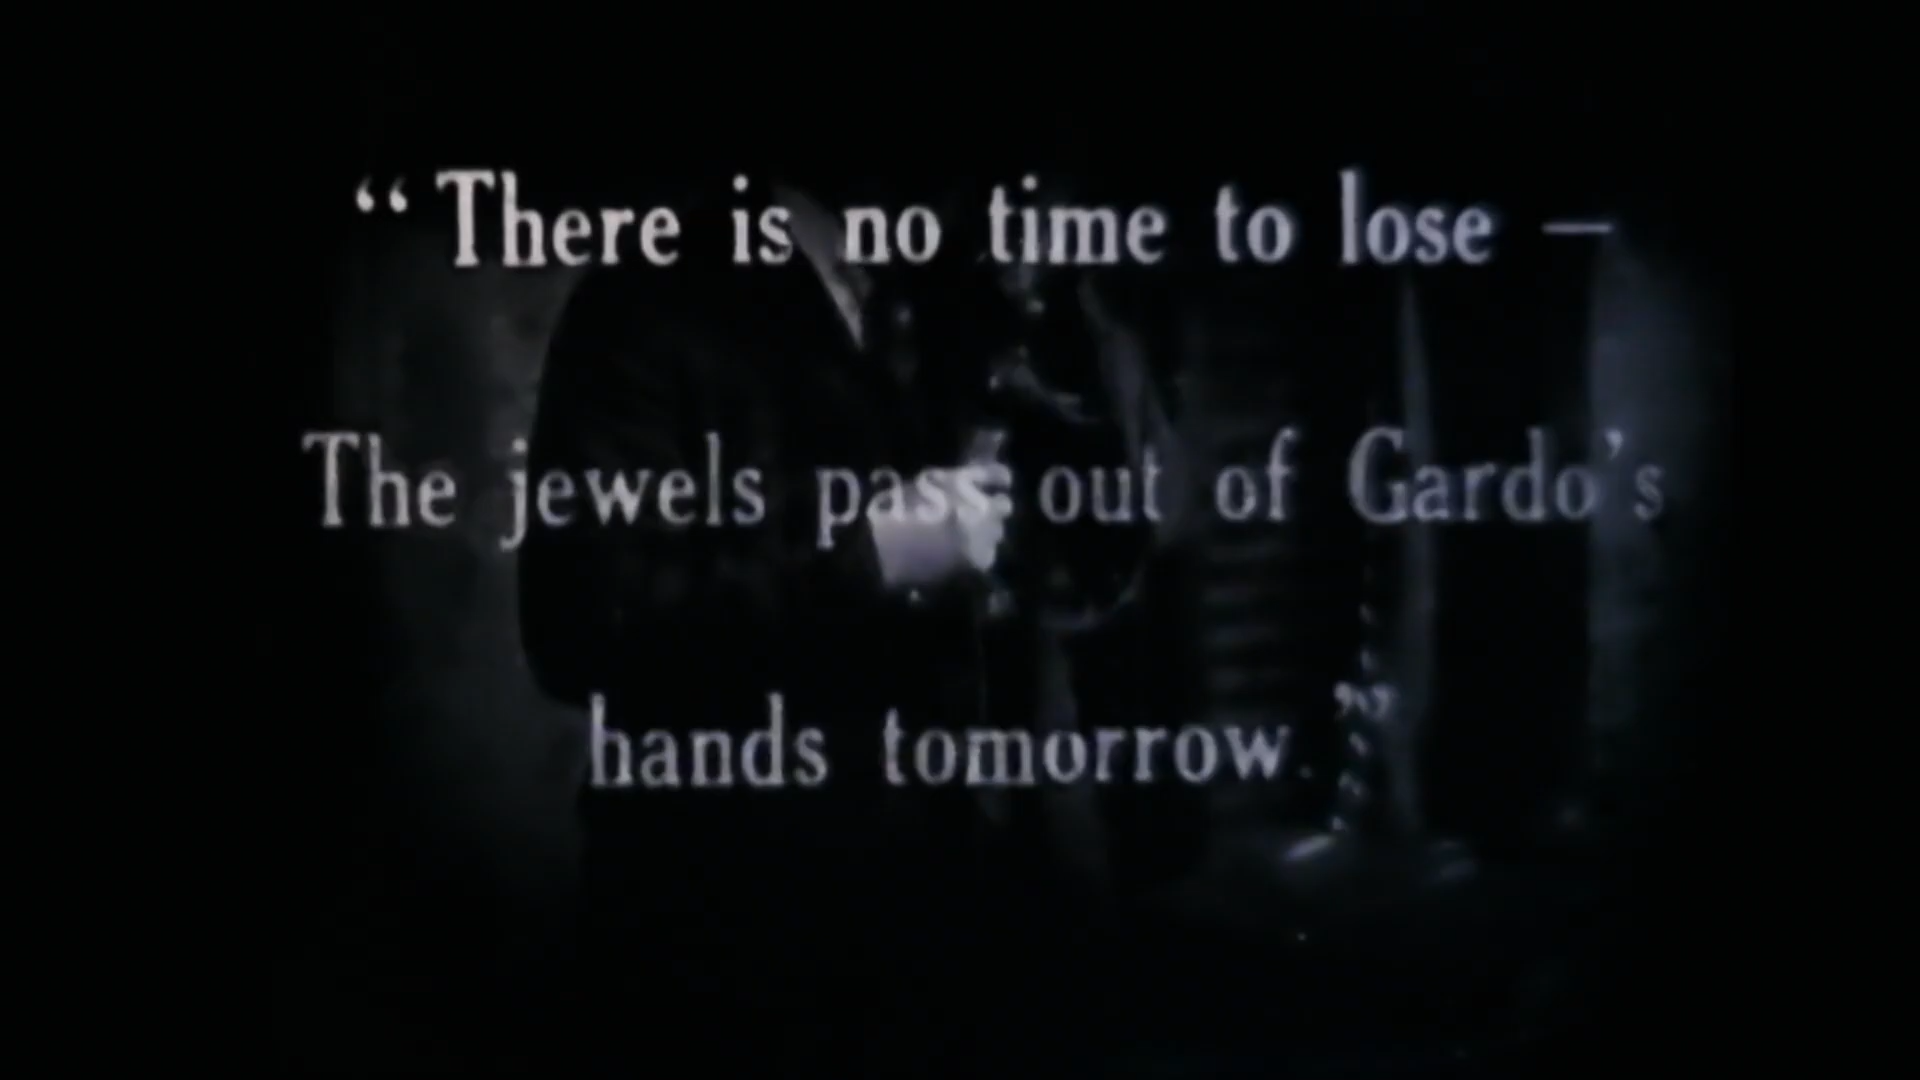 “There is no time to lose —
The jewels pass out of Gardo's
hands tomorrow.”